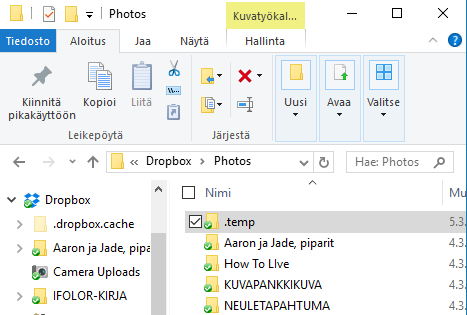 Photos
Kuvatyökal...
Tiedosto Aloitus Jaa Näytä Hallinta
Kiinnitä pikakäyttöön
Kopioi
Liitä
Uusi
Avaa
Valitse
Leikepöytä
Järjestä
« Dropbox > Photos
Hae: Photos
Nimi
Mu
Dropbox
.dropbox.cache
Aaron ja Jade, pipa
Camera Uploads
IFOLOR-KIRJA
.temp 5.3.
Aaron ja Jade, piparit 4.3.
How To LIve 4.3.
KUVAPANKKIKUVA 4.3.
NEULETAPAHTUMA 4.3.